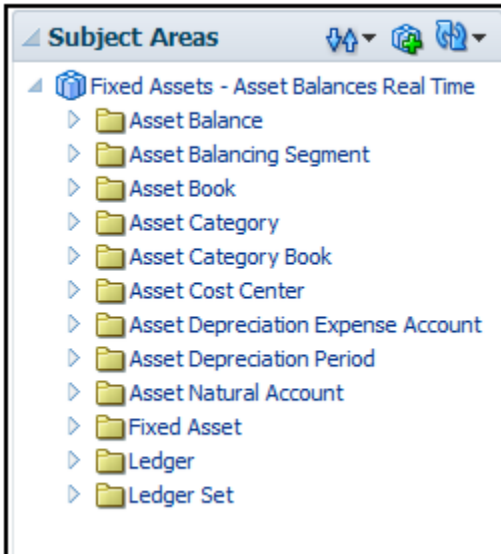 Subject Areas
Fixed Assets - Asset Balances Real Time
Asset Balance
Asset Balancing Segment
Asset Book
Asset Category
Asset Category Book
Asset Cost Center
Asset Depreciation Expense Account
Asset Depreciation Period
Asset Natural Account
Fixed Asset
Ledger
Ledger Set